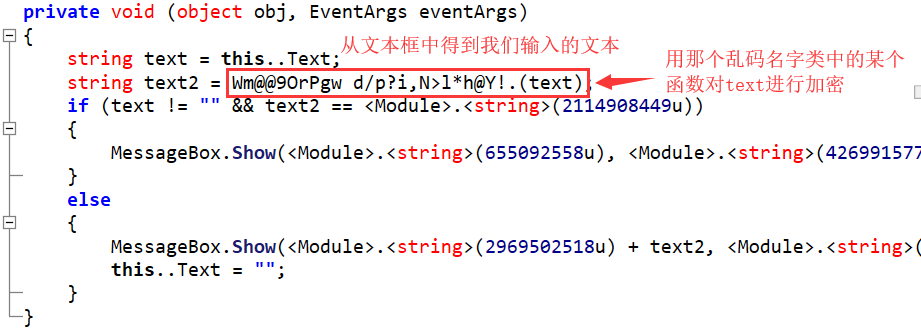 private void (object obj, EventArgs eventArgs)
{
string text = this..Text;
从文本框中得到我们输入的文本
string text2 = Wm@@9OrPgw d/p?i,N>l*h@Y!.(text);
用那个乱码名字类中的某个
函数对text进行加密
if (text != "" && text2 == <Module>.<string>(2114908449u))
{
MessageBox.Show(<Module>.<string>(655092558u), <Module>.<string>(426991577
}
else
{
MessageBox.Show(<Module>.<string>(2969502518u) + text2, <Module>.<string>(
this..Text = "";
}
}